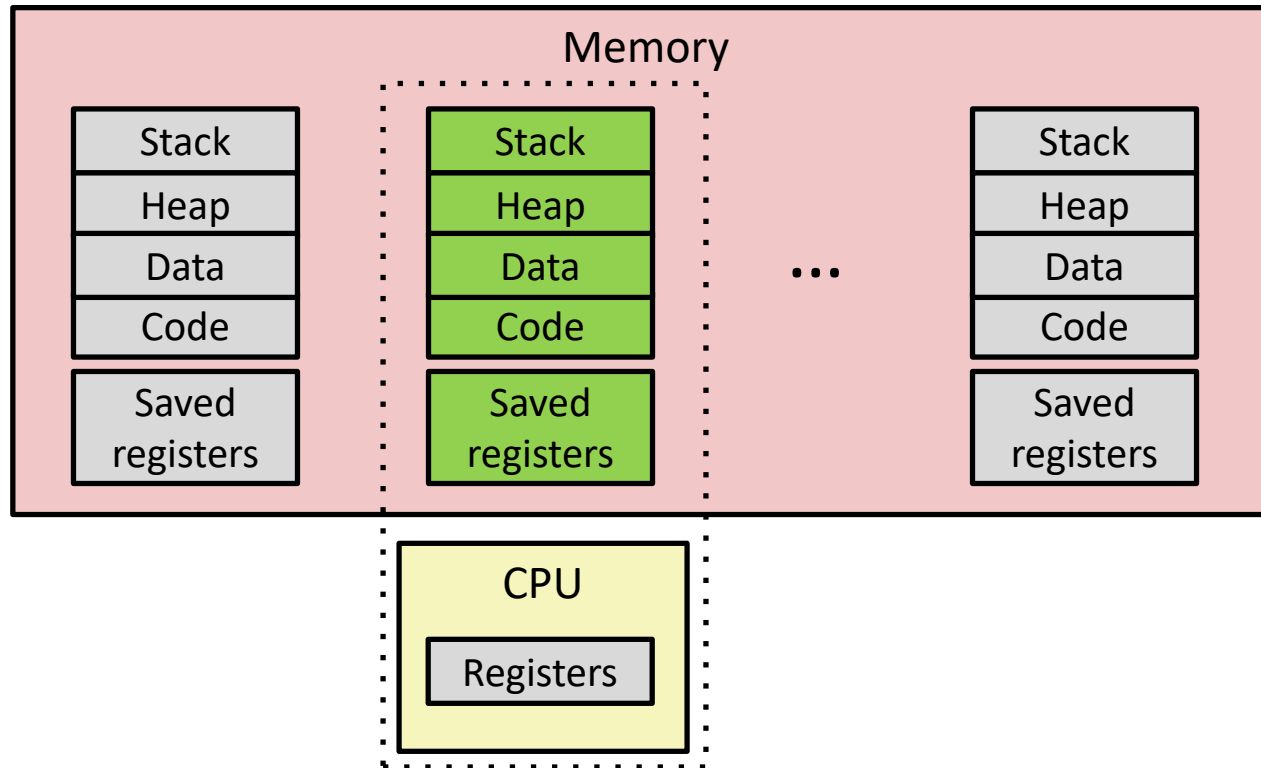 Memory
Stack
Heap
Data
Code
Saved
registers
Stack
Heap
Data
Code
Saved
registers
...
Stack
Heap
Data
Code
Saved
registers
CPU
Registers